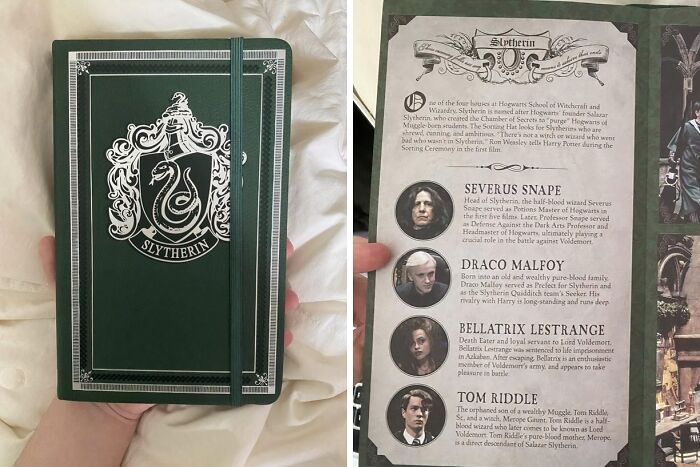 SLYTHERIN
Slytherin
One of the four houses at Hogwarts School of Witchcraft and
Wizardry, Slytherin is named after Hogwarts' founder Salazar
Slytherin, who created the Chamber of Secrets to "purge" Hogwarts of
Muggle-born students. The Sorting Hat looks for Slytherins who are
shrewd, cunning, and ambitious. "There's not a witch or wizard who went
bad who wasn't in Slytherin," Ron Weasley tells Harry Potter during the
Sorting Ceremony in the first film.
SEVERUS SNAPE
Head of Slytherin, the half-blood wizard Severus
Snape served as Potions Master of Hogwarts in
the first five films. Later, Professor Snape served
as Defense Against the Dark Arts Professor and
Headmaster of Hogwarts, ultimately playing a
crucial role in the battle against Voldemort.
DRACO MALFOY
Born into an old and wealthy pure-blood family,
Draco Malfoy served as Prefect for Slytherin and
as the Slytherin Quidditch team's Seeker. His
rivalry with Harry is long-standing and runs deep.
BELLATRIX LESTRANGE
Death Eater and loyal servant to Lord Voldemort,
Bellatrix Lestrange was sentenced to life imprisonment
in Azkaban. After escaping, Bellatrix is an enthusiastic
member of Voldemort's army, and appears to take
pleasure in battle.
TOM RIDDLE
The orphaned son of a wealthy Muggle, Tom Riddle,
Sr., and a witch, Merope Gaunt, Tom Riddle is a half-
blood wizard who later comes to be known as Lord
Voldemort. Tom Riddle's pure-blood mother, Merope,
is a direct descendant of Salazar Slytherin.